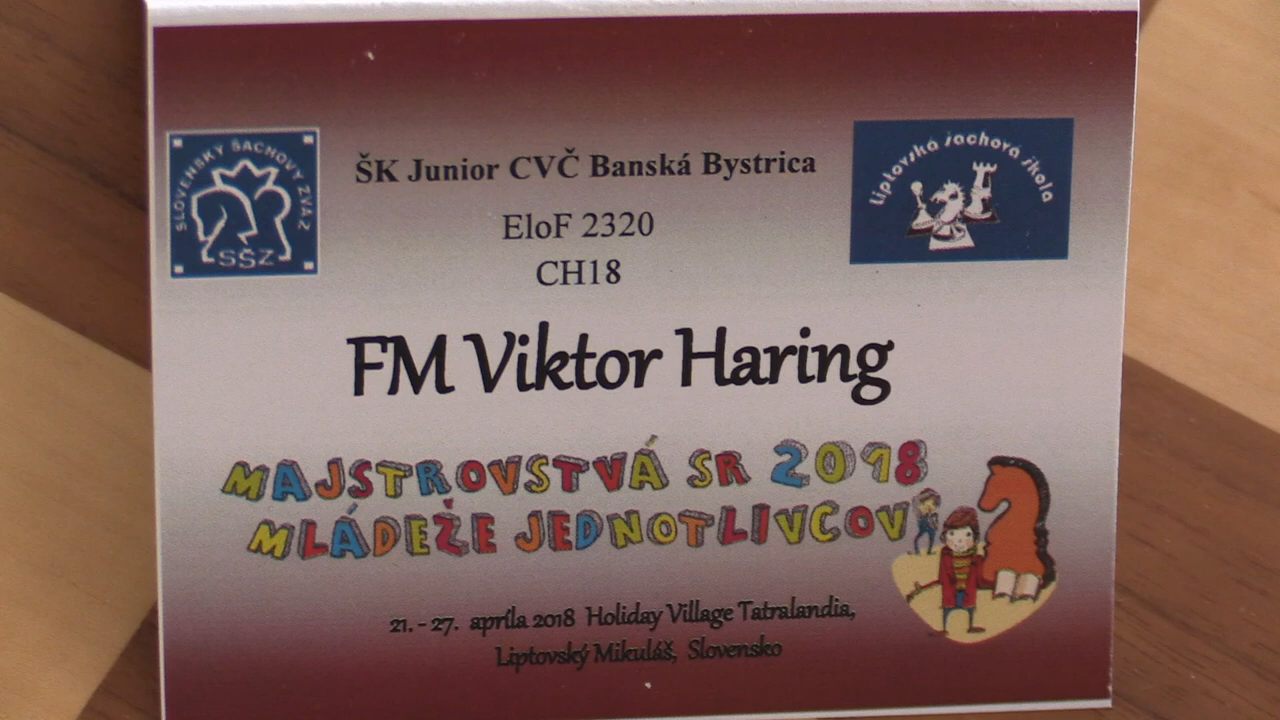 SLOVENSKÝ ŠACHOVÝ ZVÄZ
SŠZ
ŠK Junior CVČ Banská Bystrica
Liptovská šachová škola
EloF 2320
CH18
FM Viktor Haring
MAJSTROVSTVÁ SR 2018
MLÁDEŽE JEDNOTLIVCOV
21. - 27. apríla 2018 Holiday Village Tatralandia,
Liptovský Mikuláš, Slovensko